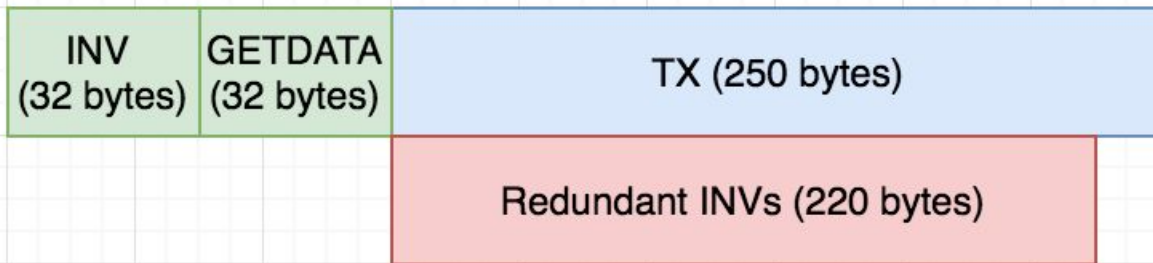 INV
(32 bytes)
GETDATA
(32 bytes)
TX (250 bytes)
Redundant INVs (220 bytes)